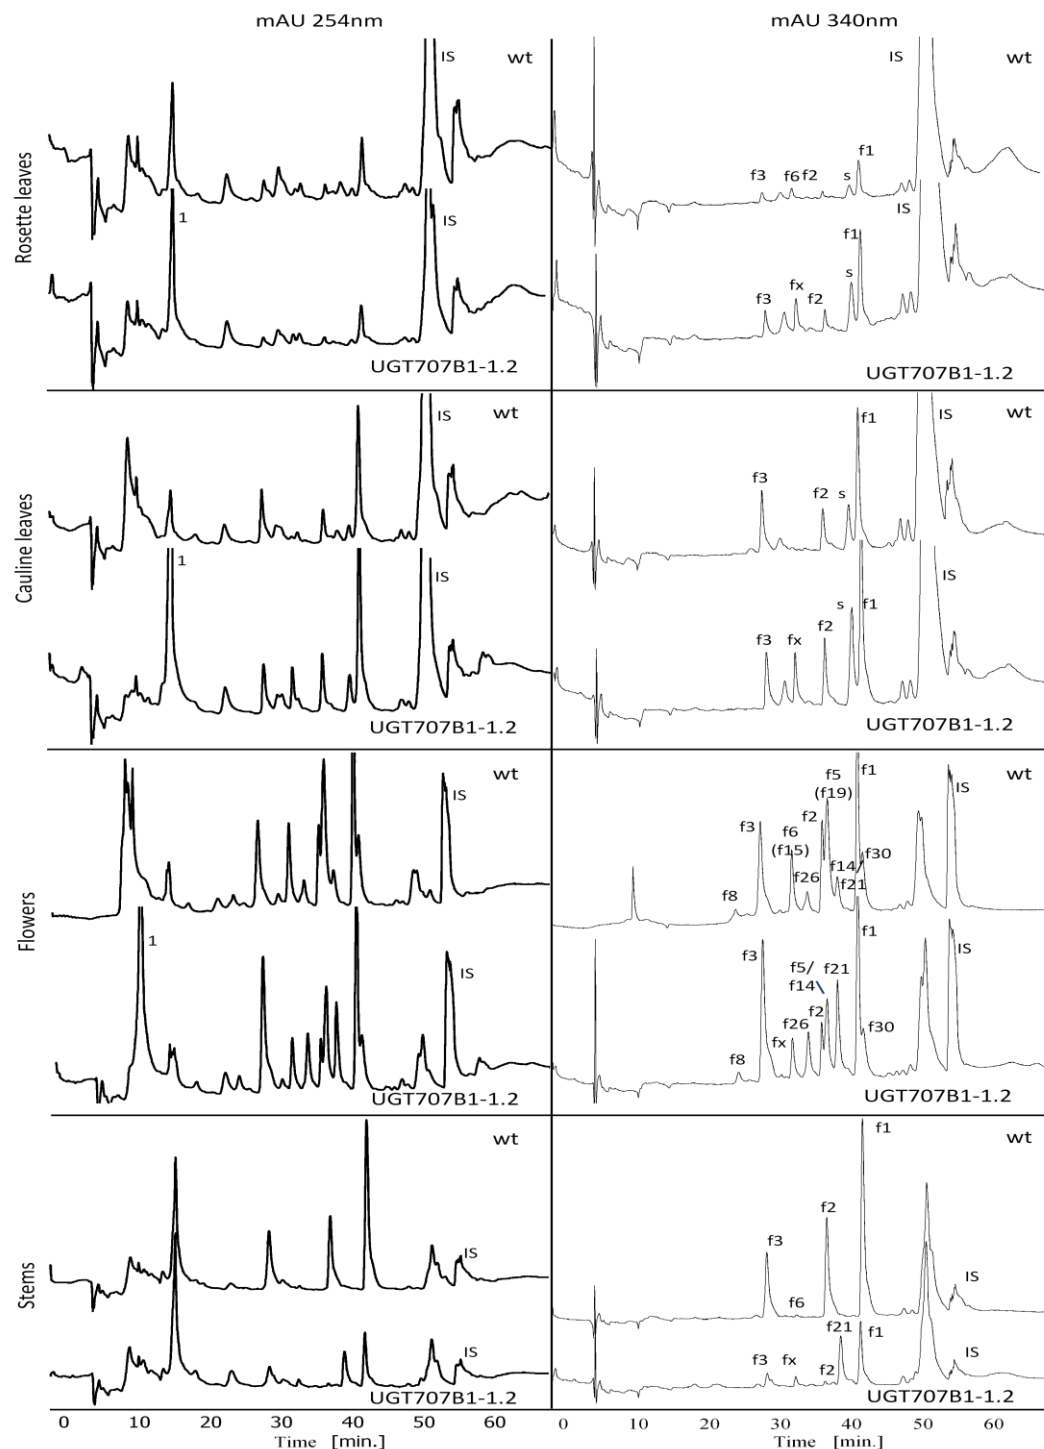 mAU 254nm
mAU 340nm
Rosette leaves
IS
wt
1
IS
UGT707B1-1.2
IS
wt
f3
f6
f2
s
f1
IS
f3
fx
f2
s
f1
UGT707B1-1.2
Cauline leaves
IS
wt
1
IS
UGT707B1-1.2
f3
f2
s
f1
IS
wt
f3
fx
f2
s
f1
IS
UGT707B1-1.2
Flowers
wt
IS
1
IS
UGT707B1-1.2
f8
f3
f6
(f15)
f26
f2
f5
(f19)
f14
f21
f1
f30
IS
wt
f8
f3
fx
f26
f5/
f14
f2
f21
f1
f30
IS
UGT707B1-1.2
Stems
wt
IS
IS
UGT707B1-1.2
f3
f6
f2
f1
wt
IS
f3
fx
f2
f21
f1
IS
UGT707B1-1.2
0 10 20 30 40 50 60
Time [min.]
0 10 20 30 40 50 60
Time [min.]